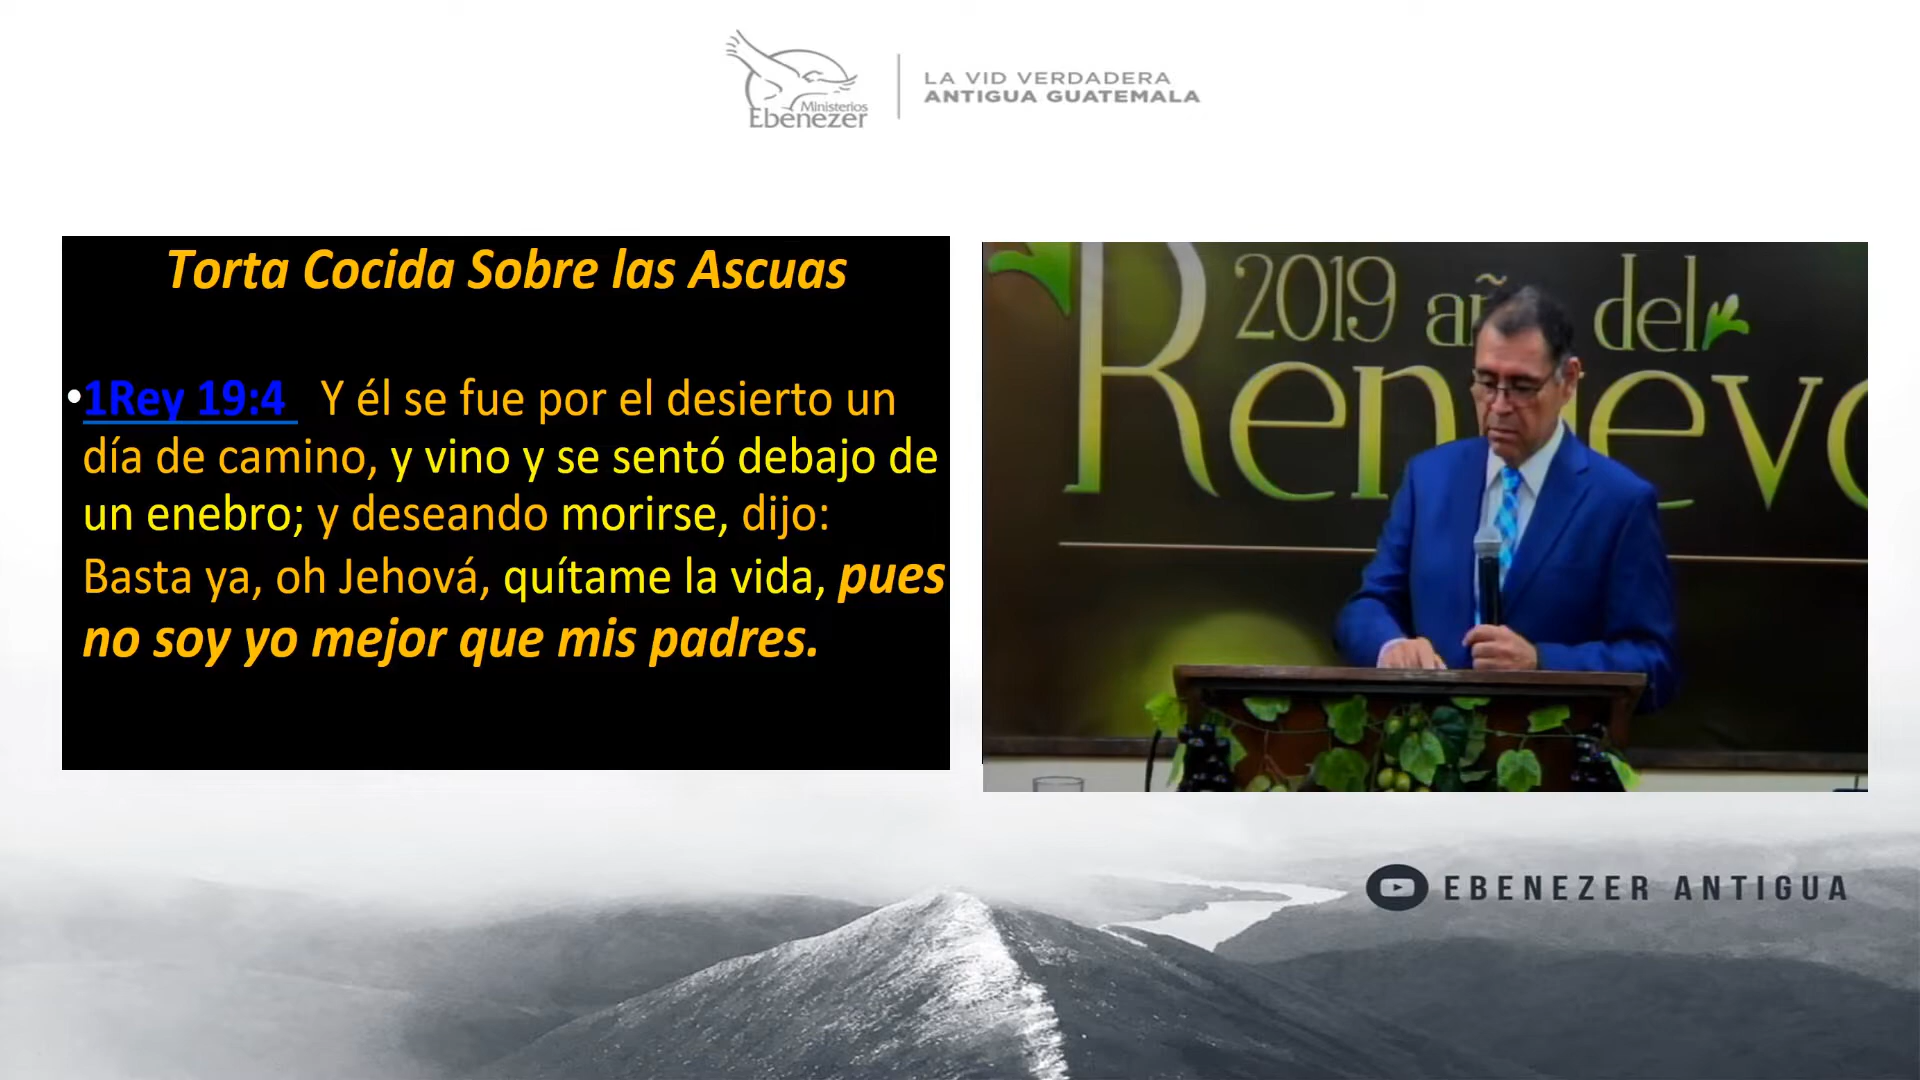 Ministerios
Ebenezer
LA VID VERDADERA
ANTIGUA GUATEMALA
Torta Cocida Sobre las Ascuas
•1Rey 19:4 Y él se fue por el desierto un
día de camino, y vino y se sentó debajo de
un enebro; y deseando morirse, dijo:
Basta ya, oh Jehová, quítame la vida, pues
no soy yo mejor que mis padres.
2019 año del
Renuevo
EBENEZER ANTIGUA